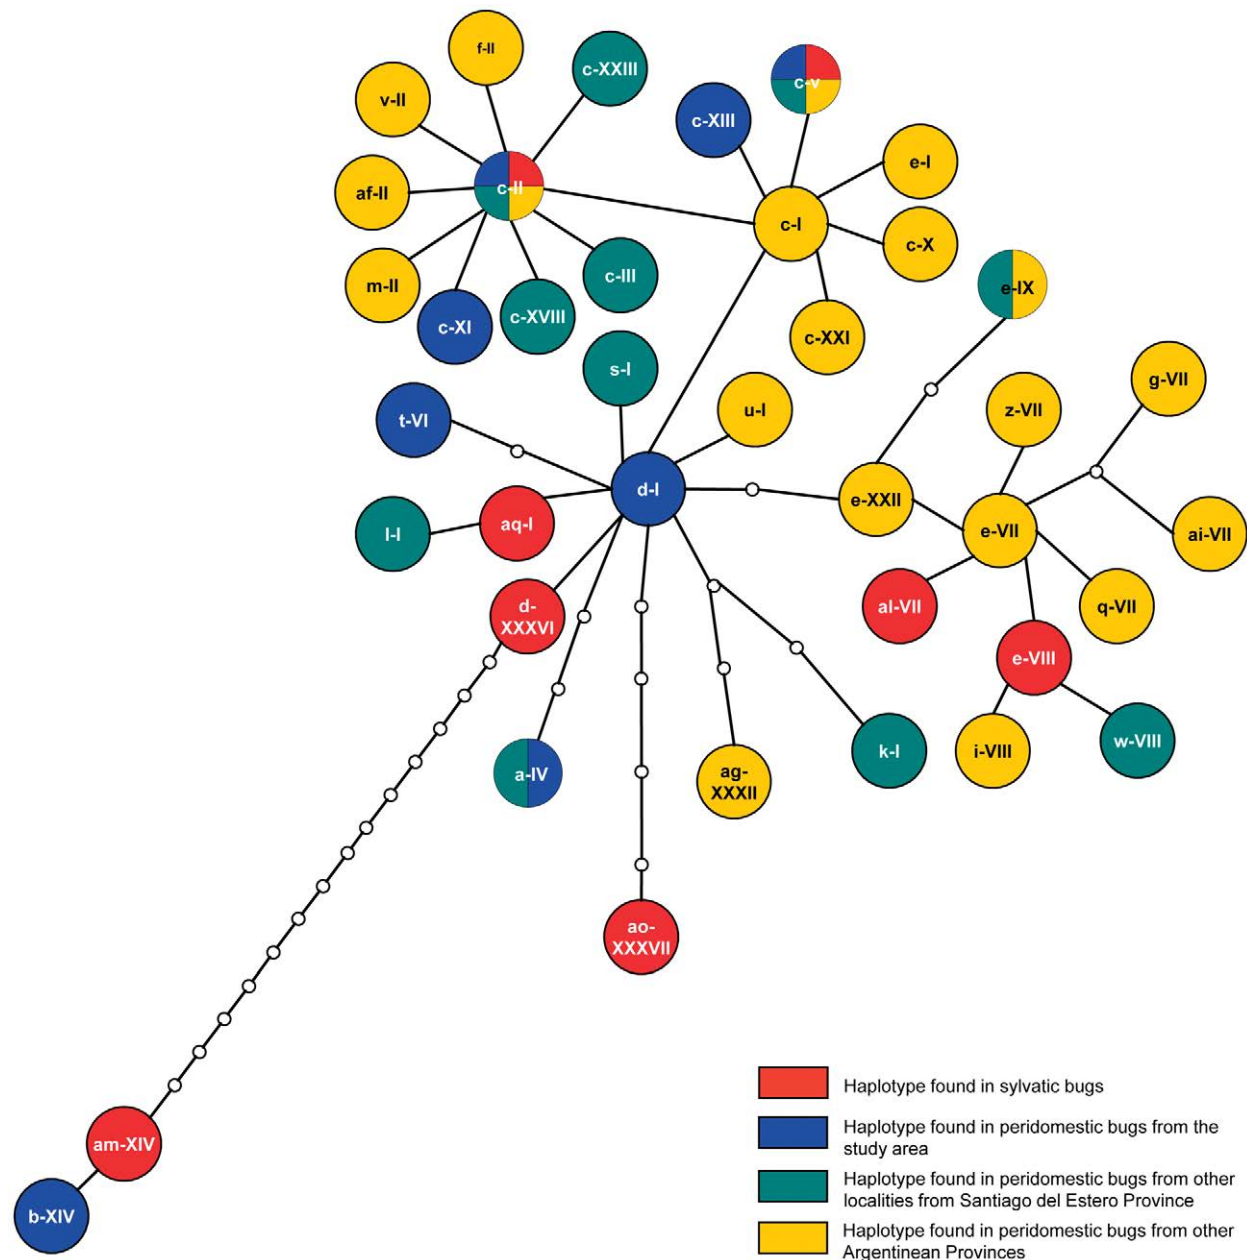 f-II
c-XXIII
c-v
v-II
c-XIII
e-I
af-II
c-II
c-I
c-X
m-II
c-III
e-IX
c-XI
c-XVIII
c-XXI
s-I
g-VII
t-VI
u-I
z-VII
d-I
e-XXII
l-I
aq-I
e-VII
ai-VII
d-
XXXVI
al-VII
q-VII
e-VIII
a-IV
ag-
XXXII
k-I
i-VIII
w-VIII
ao-
XXXVII
Haplotype found in sylvatic bugs
am-XIV
Haplotype found in peridomestic bugs from the
study area
b-XIV
Haplotype found in peridomestic bugs from other
localities from Santiago del Estero Province
Haplotype found in peridomestic bugs from other
Argentinean Provinces